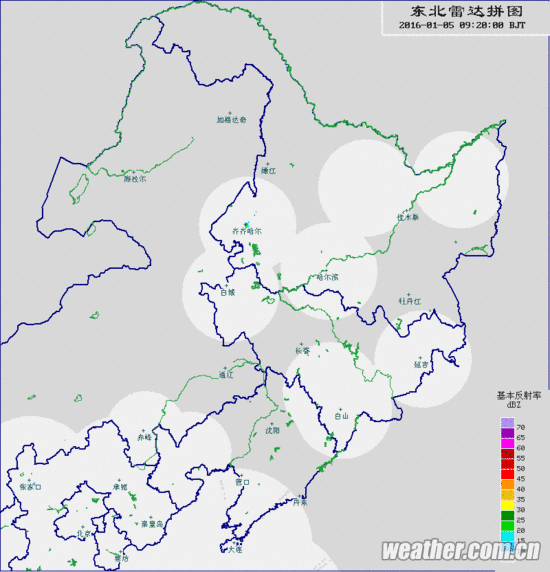 东北雷达拼图
2016-01-05 09:20:00 BJT
加格达奇
嫩江
海拉尔
佳木斯
齐齐哈尔
哈尔滨
白城
牡丹江
长春
延吉
通辽
基本反射率
dBZ
白山
赤峰
沈阳
70
65
60
55
50
45
40
35
30
25
20
15
张家口
承德
营口
丹东
秦皇岛
北京
大连
廊坊
weather.com.cn